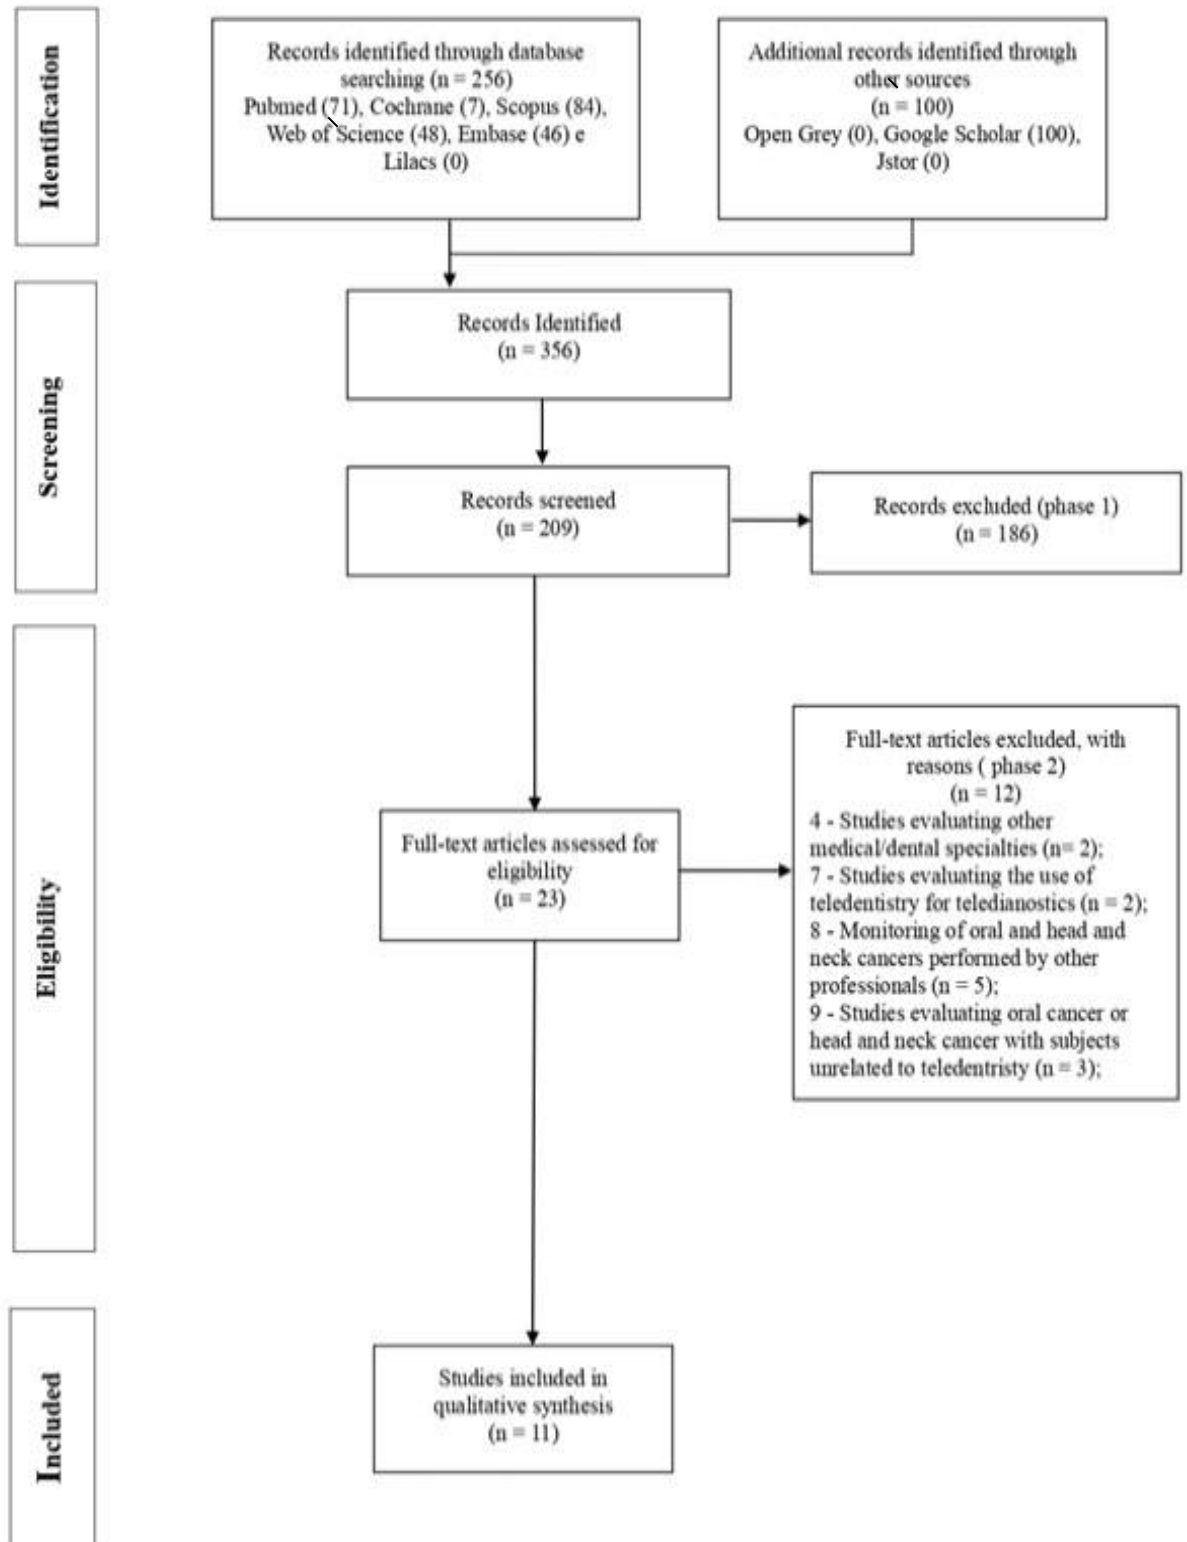 Identification
Records identified through database
searching (n = 256)
Pubmed (71), Cochrane (7), Scopus (84),
Web of Science (48), Embase (46) e
Lilacs (0)
Additional records identified through
other sources
(n = 100)
Open Grey (0), Google Scholar (100),
Jstor (0)
Screening
Records Identified
(n = 356)
Records screened
(n = 209)
Records excluded (phase 1)
(n = 186)
Eligibility
Full-text articles assessed for
eligibility
(n = 23)
Full-text articles excluded, with
reasons ( phase 2)
(n = 12)
4 - Studies evaluating other
medical/dental specialties (n= 2);
7 - Studies evaluating the use of
teledentistry for teledianostics (n = 2);
8 - Monitoring of oral and head and
neck cancers performed by other
professionals (n = 5);
9 - Studies evaluating oral cancer or
head and neck cancer with subjects
unrelated to teledentristy (n = 3);
Included
Studies included in
qualitative synthesis
(n = 11)